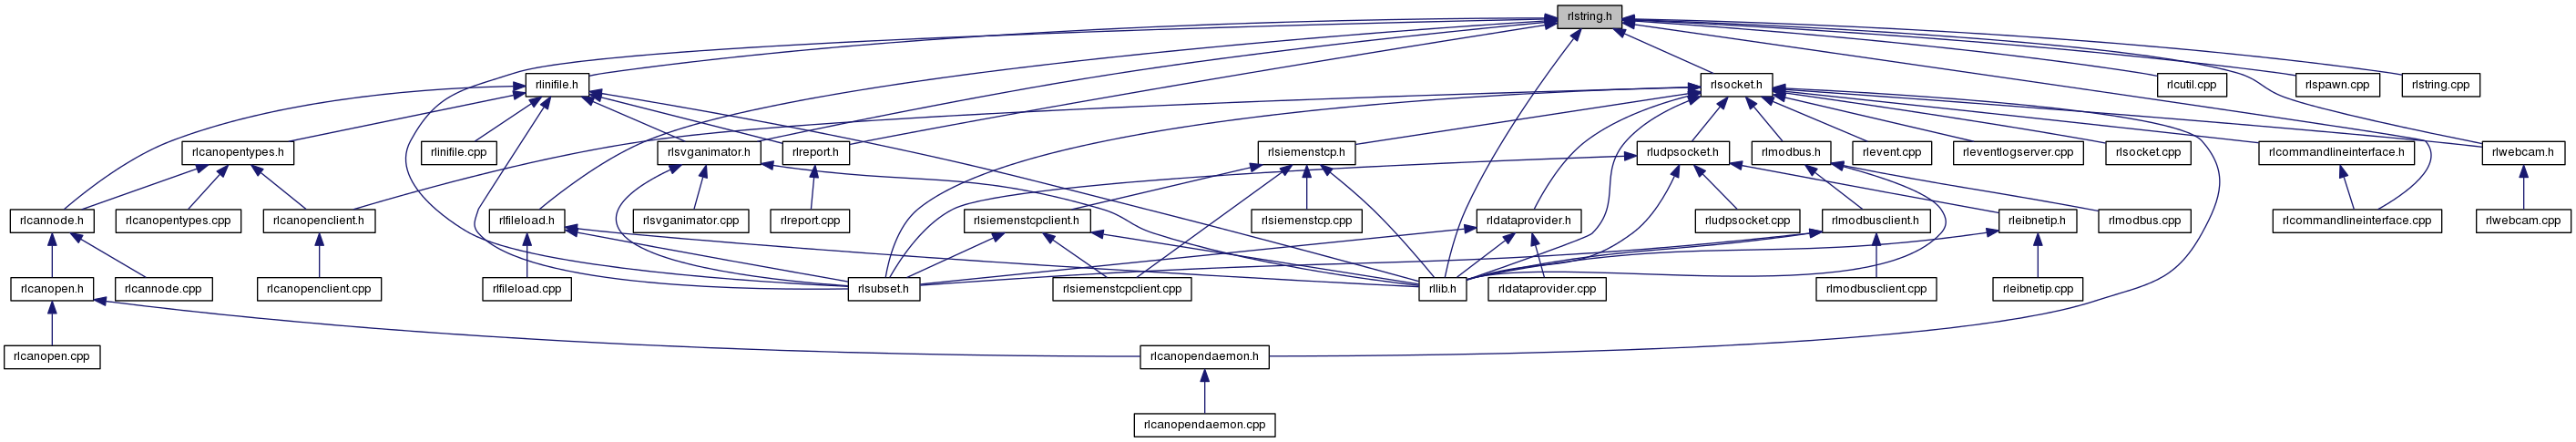 rlstring.h
rlinifile.h
rlsocket.h
rlcutil.cpp
rlspawn.cpp
rlstring.cpp
rlcanopentypes.h
rlinifile.cpp
rlsvganimator.h
rlreport.h
rlsiemenstcp.h
rludpsocket.h
rlmodbus.h
rlevent.cpp
rleventlogserver.cpp
rlsocket.cpp
rlcommandlineinterface.h
rlwebcam.h
rlcannode.h
rlcanopentypes.cpp
rlcanopenclient.h
rlfileload.h
rlsvganimator.cpp
rlreport.cpp
rlsiemenstcpclient.h
rlsiemenstcp.cpp
rldataprovider.h
rludpsocket.cpp
rlmodbusclient.h
rleibnetip.h
rlmodbus.cpp
rlcommandlineinterface.cpp
rlwebcam.cpp
rlcanopen.h
rlcannode.cpp
rlcanopenclient.cpp
rlfileload.cpp
rlsubset.h
rlsiemenstcpclient.cpp
rllib.h
rldataprovider.cpp
rlmodbusclient.cpp
rleibnetip.cpp
rlcanopen.cpp
rlcanopendaemon.h
rlcanopendaemon.cpp